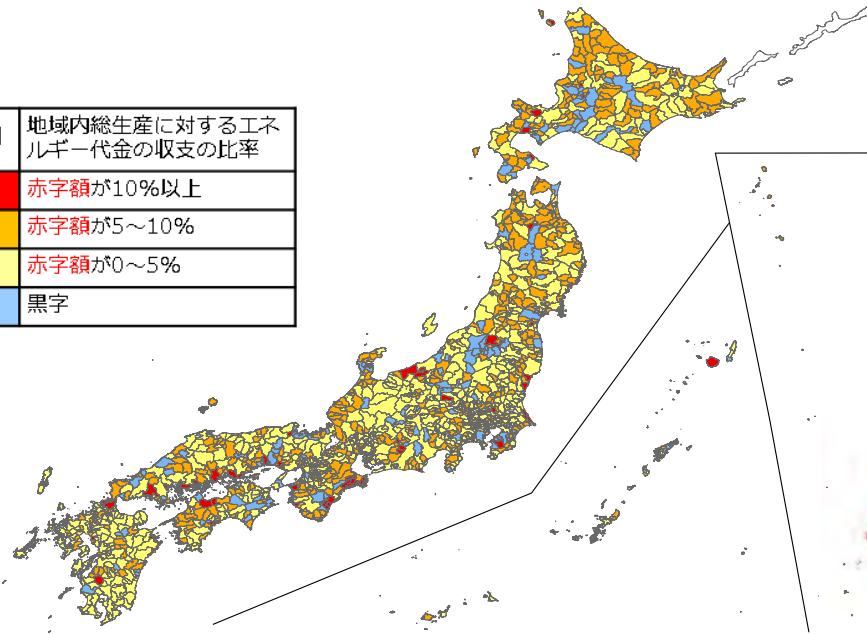 地域内総生産に対するエネ
ルギー代金の収支の比率
赤字額が10%以上
赤字額が5～10%
赤字額が0～5%
黒字